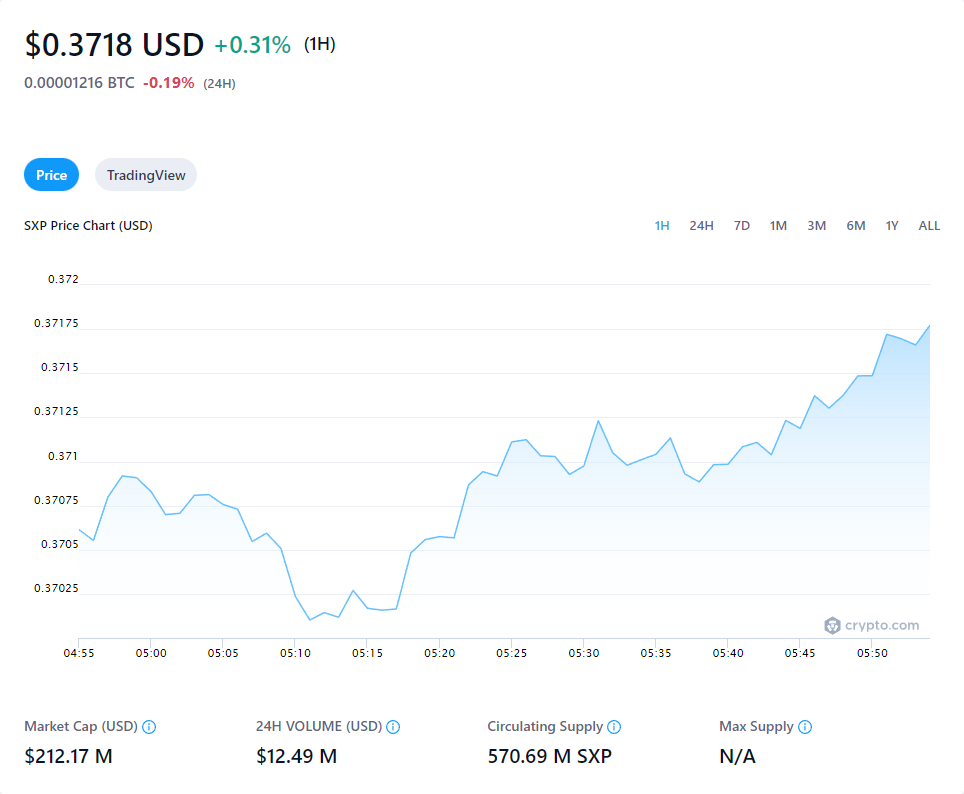 $0.3718 USD +0.31% (1H)
0.00001216 BTC -0.19% (24H)
Price TradingView
SXP Price Chart (USD) 1H 24H 7D 1M 3M 6M 1Y ALL
0.372
0.37175
0.3715
0.37125
0.371
0.37075
0.3705
0.37025
crypto.com
04:55 05:00 05:05 05:10 05:15 05:20 05:25 05:30 05:35 05:40 05:45 05:50
Market Cap (USD) 24H VOLUME (USD) Circulating Supply Max Supply
$212.17 M $12.49 M 570.69 M SXP N/A